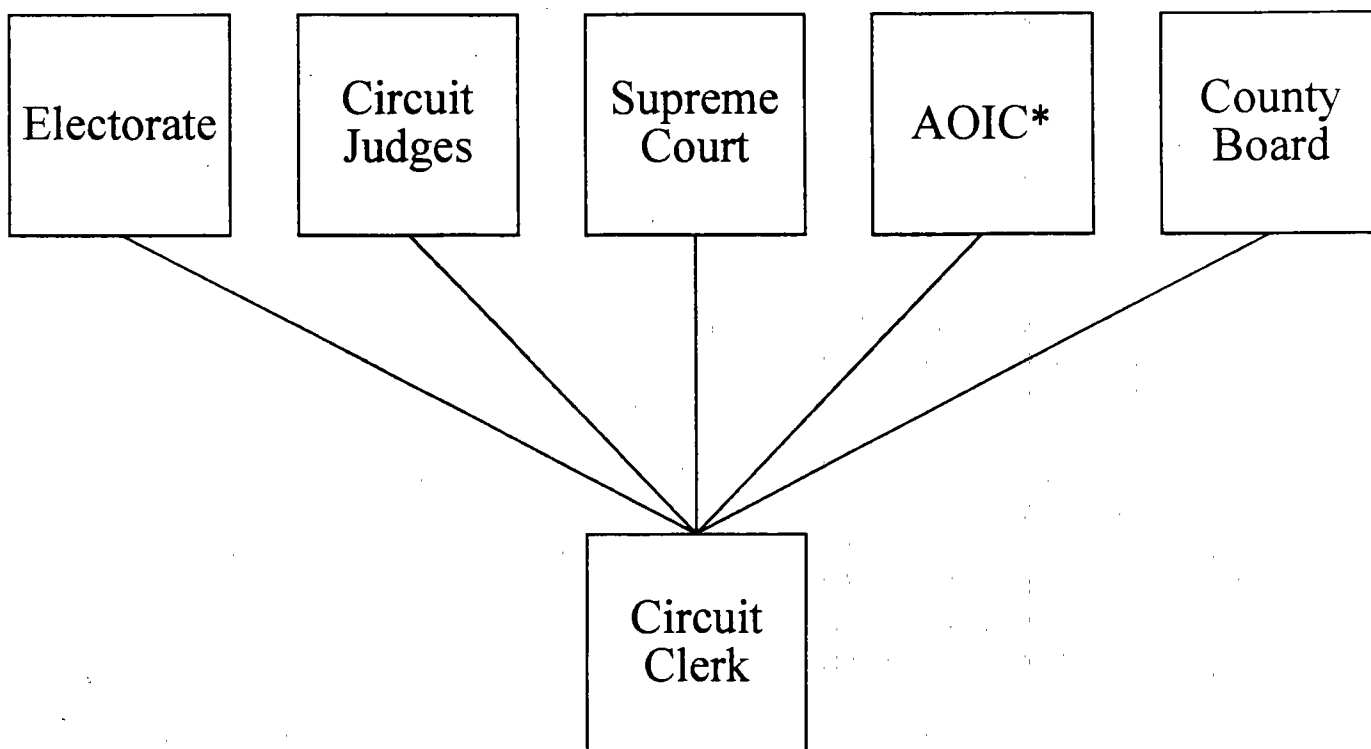 Electorate
Circuit
Judges
Supreme
Court
AOIC*
County
Board
Circuit
Clerk